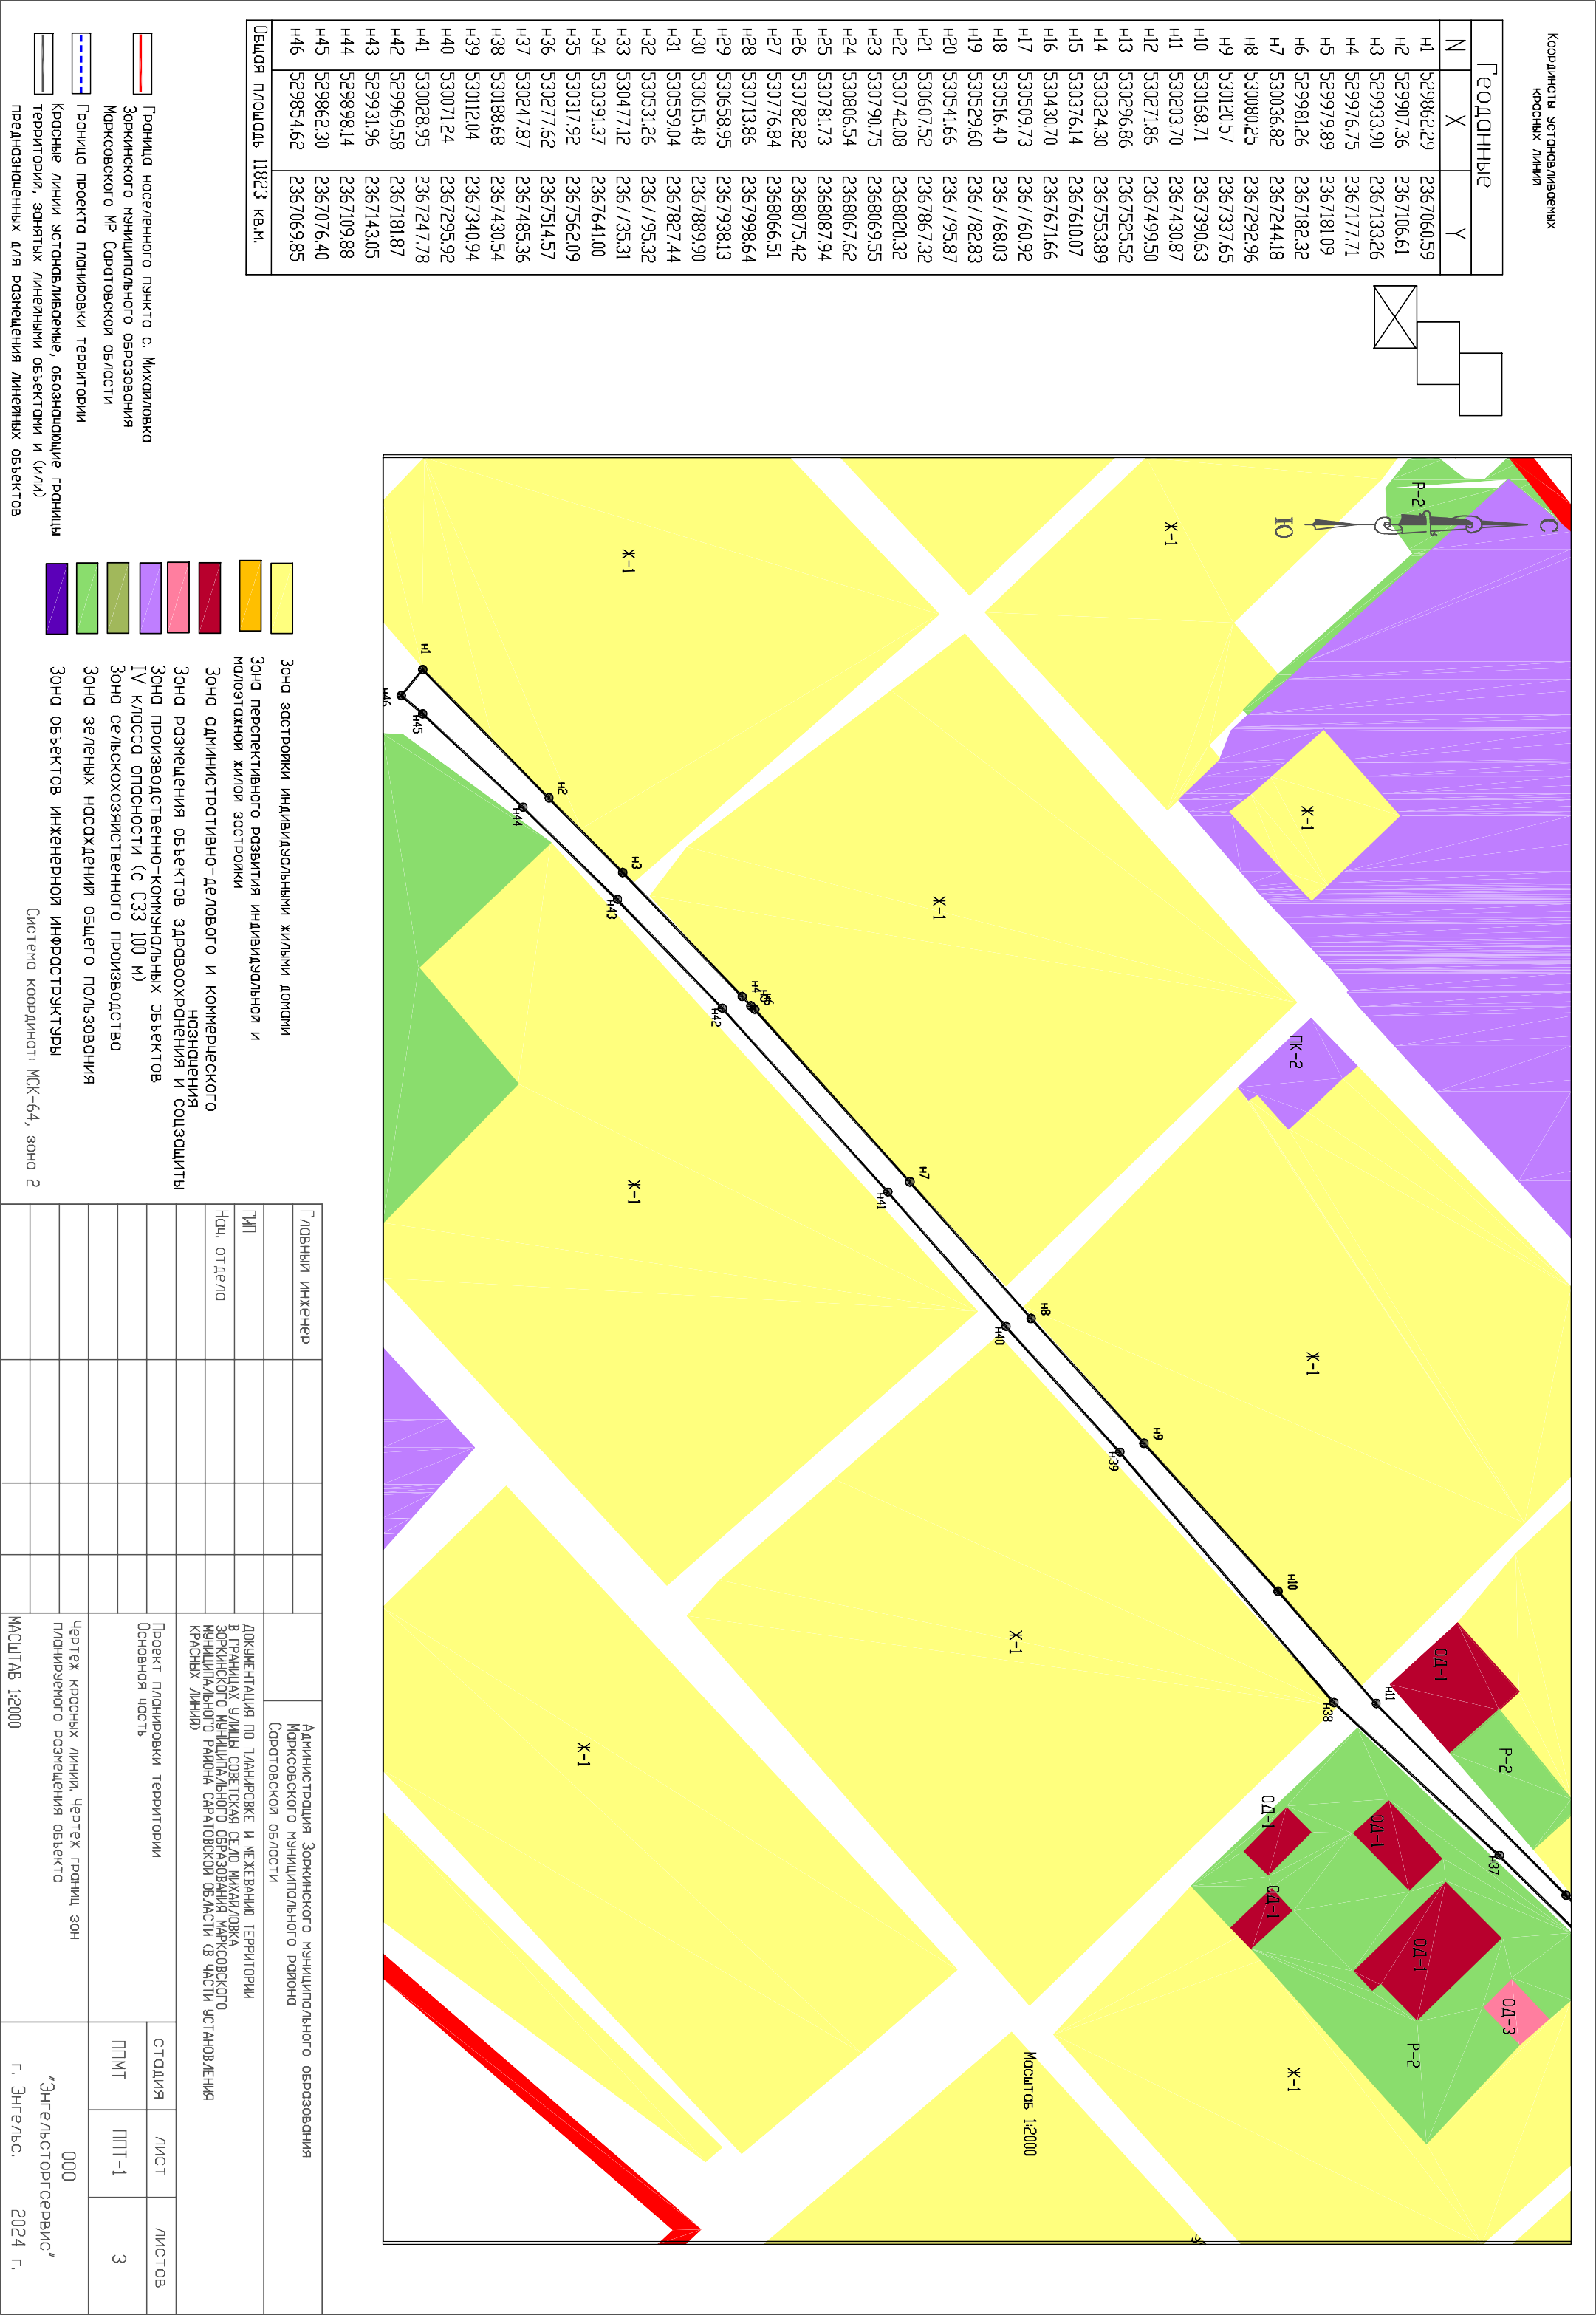 Координаты устанавливаемых
красных линий
Геоданные
N X Y
н1 529862.29 2367060.59
н2 529907.36 2367106.61
н3 529933.90 2367133.26
н4 529976.75 2367177.71
н5 529979.89 2367181.09
н6 529981.26 2367182.32
н7 530036.82 2367244.18
н8 530080.25 2367292.96
н9 530120.57 2367337.65
н10 530168.71 2367390.63
н11 530203.70 2367430.87
н12 530271.86 2367499.50
н13 530296.86 2367525.52
н14 530324.30 2367553.89
н15 530376.14 2367610.07
н16 530430.70 2367671.66
н17 530509.73 2367760.92
н18 530516.40 2367768.03
н19 530529.60 2367782.83
н20 530541.66 2367795.87
н21 530607.52 2367867.32
н22 530742.08 2368020.32
н23 530790.75 2368069.55
н24 530806.54 2368067.62
н25 530781.73 2368087.94
н26 530782.82 2368075.42
н27 530776.84 2368066.51
н28 530713.86 2367998.64
н29 530658.95 2367938.13
н30 530615.48 2367889.90
н31 530559.04 2367827.44
н32 530531.26 2367795.32
н33 530477.12 2367735.31
н34 530391.37 2367641.00
н35 530317.92 2367562.09
н36 530277.62 2367514.57
н37 530247.87 2367485.36
н38 530188.68 2367430.54
н39 530112.04 2367340.94
н40 530071.24 2367295.92
н41 530028.95 2367247.78
н42 529969.58 2367181.87
н43 529931.96 2367143.05
н44 529898.14 2367109.88
н45 529862.30 2367076.40
н46 529854.62 2367069.85
Общая площадь 11823 кв.м.
Граница населенного пункта с. Михайловка
Зоркинского муниципального образования
Марксовского МР Саратовской области
Граница проекта планировки территории
Красные линии устанавливаемые, обозначающие границы
территорий, занятых линейными объектами и (или)
предназначенных для размещения линейных объектов
Зона застройки индивидуальными жилыми домами
Зона перспективного развития индивидуальной и
малоэтажной жилой застройки
Зона административно-делового и коммерческого
назначения
Зона размещения объектов здравоохранения и соцзащиты
Зона производственно-коммунальных объектов
IV класса опасности (с СЗЗ 100 м)
Зона сельскохозяйственного производства
Зона зеленых насаждений общего пользования
Зона объектов инженерной инфраструктуры
Система координат: МСК-64, зона 2
С
Ю
Р-2
Ж-1
Ж-1
Ж-1
Ж-1
ПК-2
Ж-1
Ж-1
Ж-1
Ж-1
Ж-1
ОД-1
Р-2
ОД-1
ОД-1
ОД-1
ОД-1
ОД-3
Р-2
н1
н46
н45
н2
н44
н3
н43
н4
н6
н42
н7
н41
н8
н40
н9
н39
н10
н11
н38
н37
Масштаб 1:2000
Главный инженер
ГИП
Нач. отдела
Администрация Зоркинского муниципального образования
Марксовского муниципального района
Саратовской области
ДОКУМЕНТАЦИЯ ПО ПЛАНИРОВКЕ И МЕЖЕВАНИЮ ТЕРРИТОРИИ
В ГРАНИЦАХ УЛИЦЫ СОВЕТСКАЯ СЕЛО МИХАЙЛОВКА
ЗОРКИНСКОГО МУНИЦИПАЛЬНОГО ОБРАЗОВАНИЯ МАРКСОВСКОГО
МУНИЦИПАЛЬНОГО РАЙОНА САРАТОВСКОЙ ОБЛАСТИ (В ЧАСТИ УСТАНОВЛЕНИЯ
КРАСНЫХ ЛИНИЙ)
Проект планировки территории
Основная часть
стадия лист листов
ППМТ ППТ-1 3
Чертеж красных линий. Чертеж границ зон
планируемого размещения объекта
МАСШТАБ 1:2000
ООО
"Энгельсторгсервис"
г. Энгельс. 2024 г.